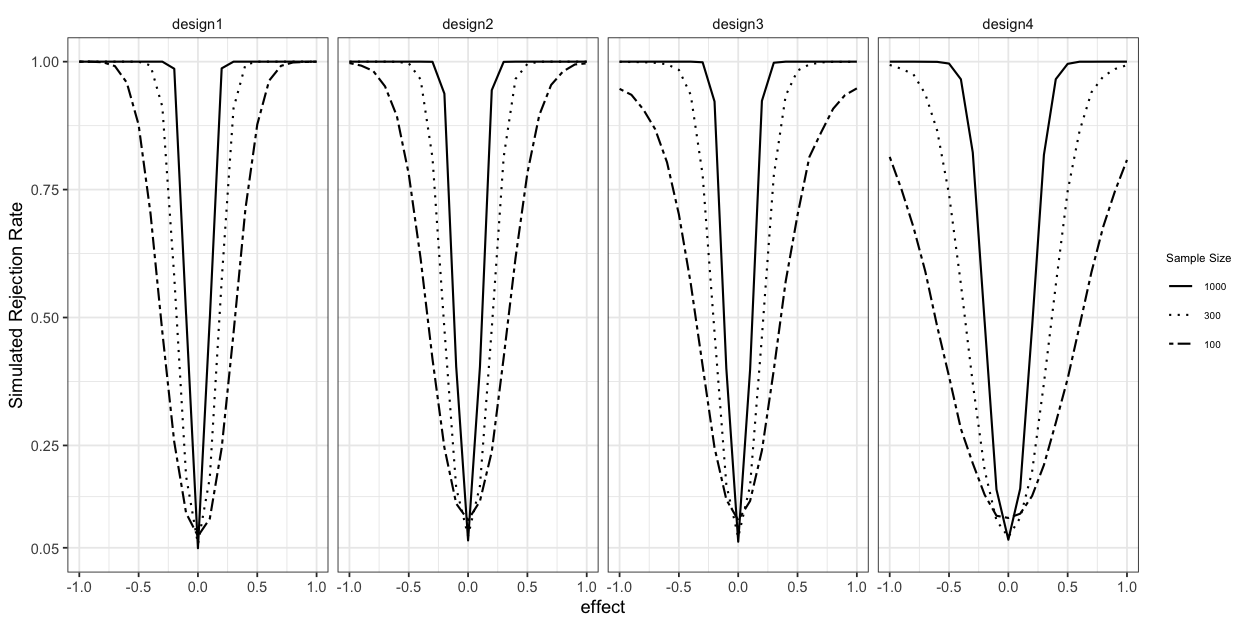 design1
design2
design3
design4
Simulated Rejection Rate
1.00
0.75
0.50
0.25
0.05
-1.0 -0.5 0.0 0.5 1.0
-1.0 -0.5 0.0 0.5 1.0
-1.0 -0.5 0.0 0.5 1.0
-1.0 -0.5 0.0 0.5 1.0
effect
Sample Size
1000
300
100